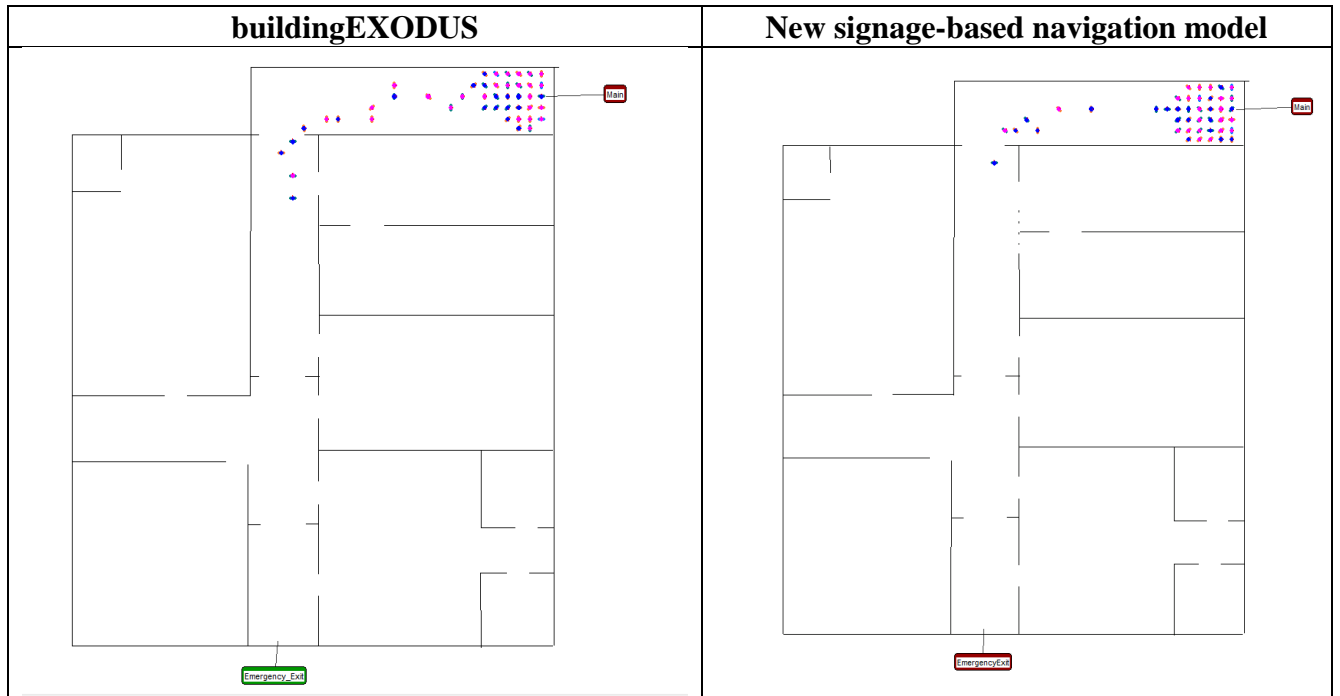 buildingEXODUS
New signage-based navigation model
Main
Main
Emergency_Exit
EmergencyExit